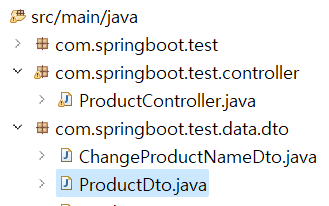 src/main/java
com.springboot.test
com.springboot.test.controller
ProductController.java
com.springboot.test.data.dto
ChangeProductNameDto.java
ProductDto.java